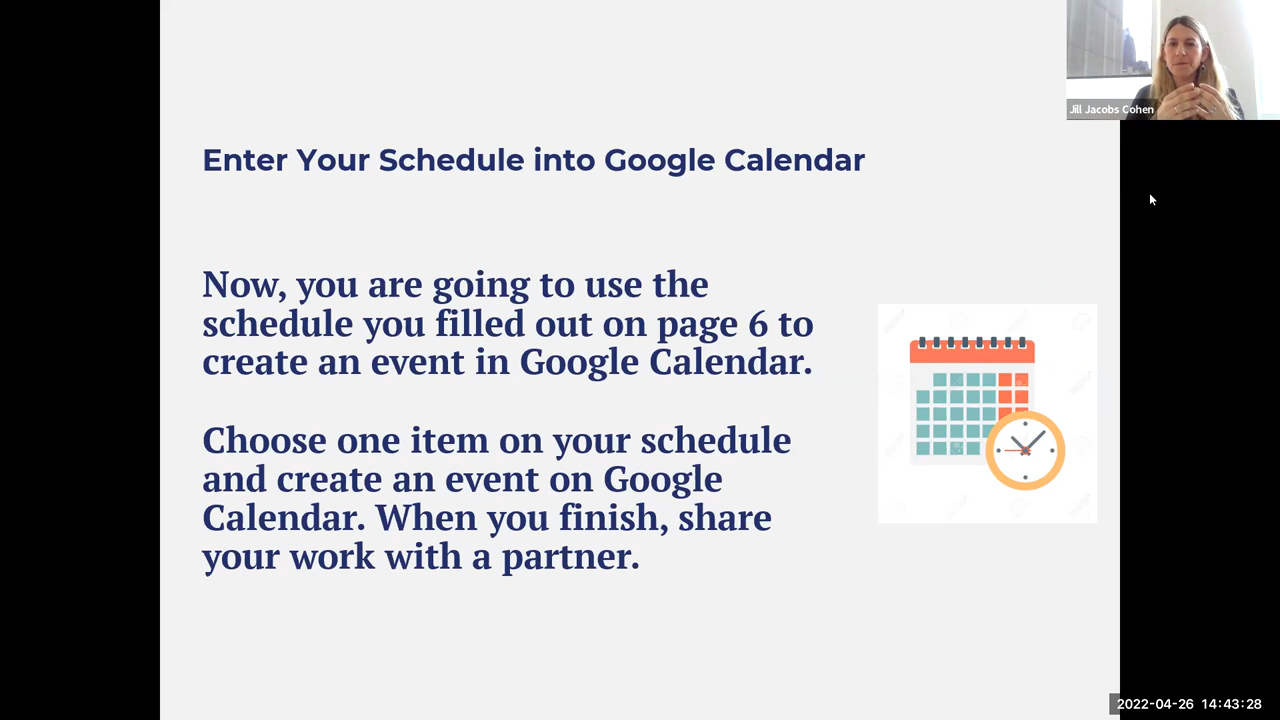 Jill Jacobs Cohen
Enter Your Schedule into Google Calendar
Now, you are going to use the
schedule you filled out on page 6 to
create an event in Google Calendar.
Choose one item on your schedule
and create an event on Google
Calendar. When you finish, share
your work with a partner.
2022-04-26 14:43:28